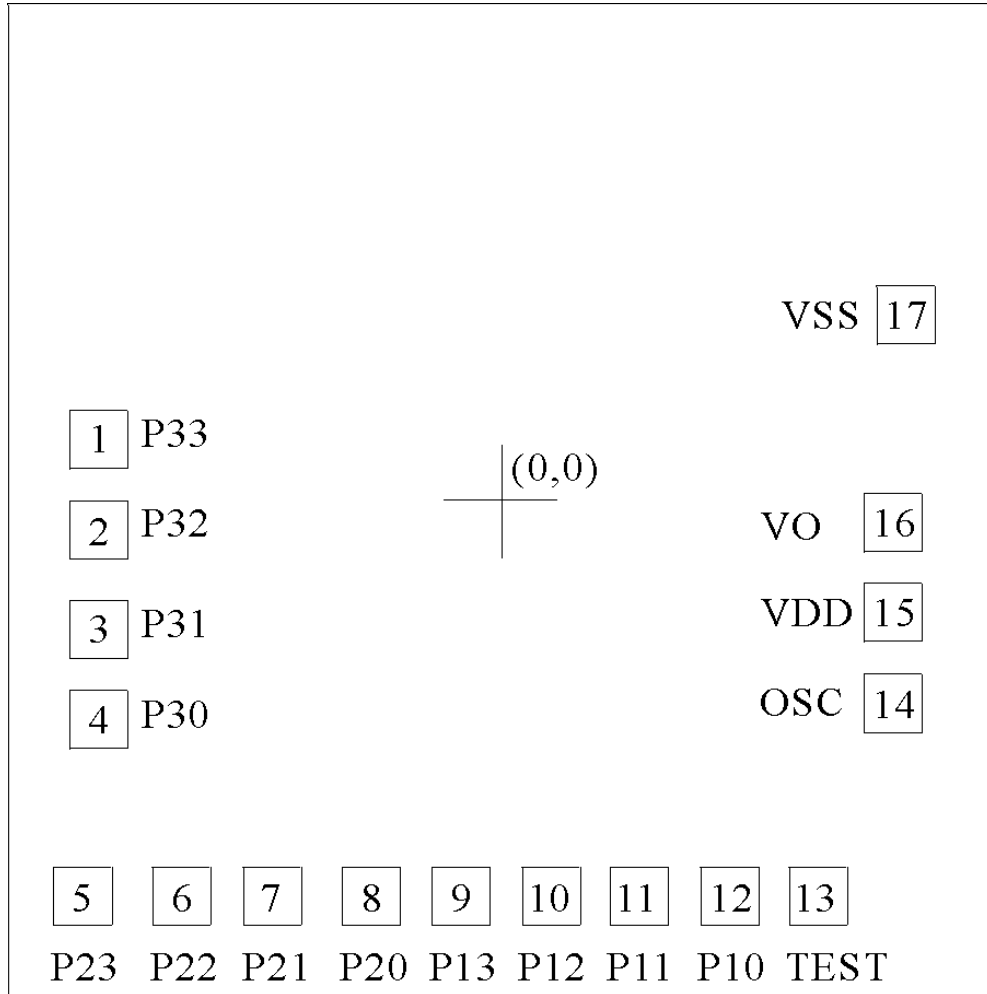 VSS 17
1 P33
(0,0)
2 P32
VO 16
3 P31
VDD 15
4 P30
OSC 14
5 6 7 8 9 10 11 12 13
P23 P22 P21 P20 P13 P12 P11 P10 TEST